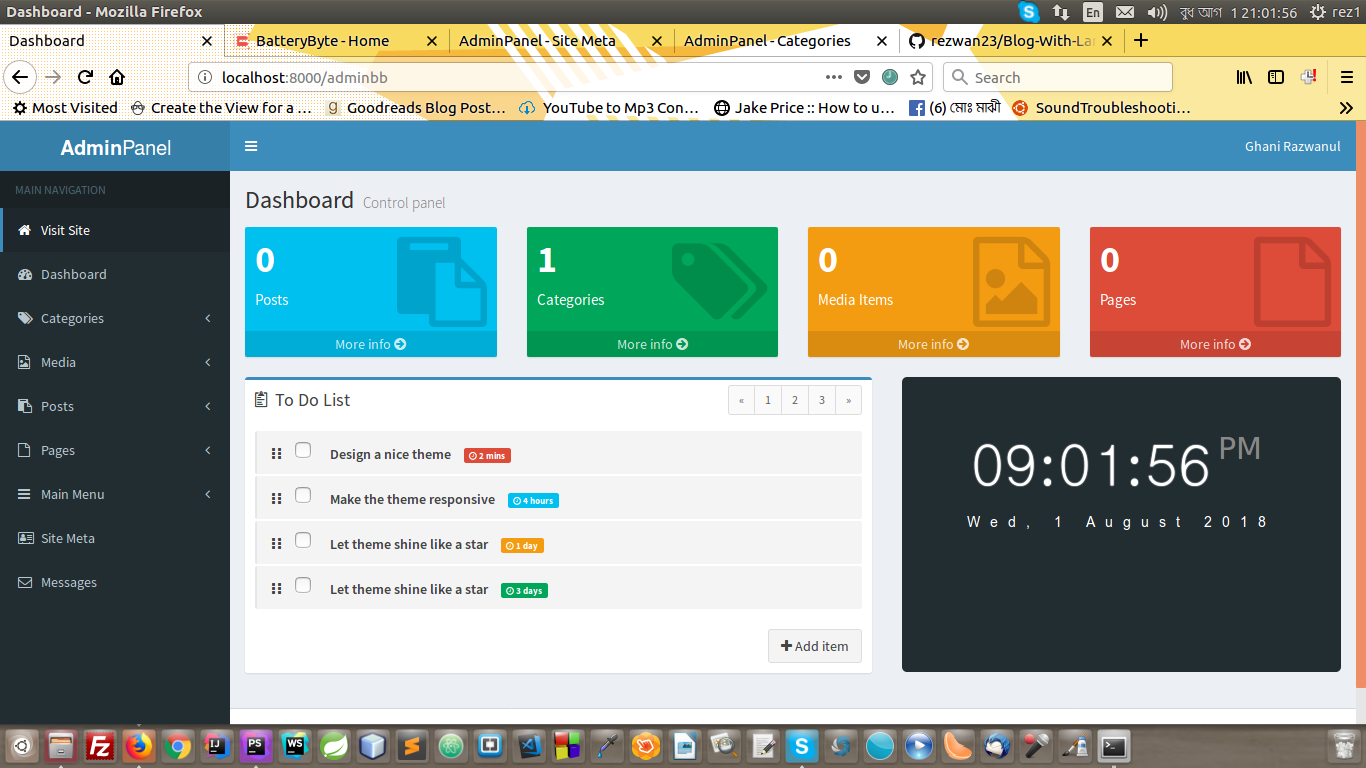 Dashboard - Mozilla Firefox
En
বুধ আগ 1 21:01:56
rez1
Dashboard
BatteryByte - Home
AdminPanel - Site Meta
AdminPanel - Categories
rezwan23/Blog-With-Lar
localhost:8000/adminbb
Search
Most Visited
Create the View for a ...
Goodreads Blog Post...
YouTube to Mp3 Con...
Jake Price :: How to u...
(6) মোঃ মাঝী
SoundTroubleshooti...
AdminPanel
Ghani Razwanul
MAIN NAVIGATION
Visit Site
Dashboard
Categories
Media
Posts
Pages
Main Menu
Site Meta
Messages
Dashboard Control panel
0
Posts
More info
1
Categories
More info
0
Media Items
More info
0
Pages
More info
To Do List
« 1 2 3 »
Design a nice theme 2 mins
Make the theme responsive 4 hours
Let theme shine like a star 1 day
Let theme shine like a star 3 days
Add item
09:01:56 PM
Wed, 1 August 2018
FZ
IJ
PS
WS